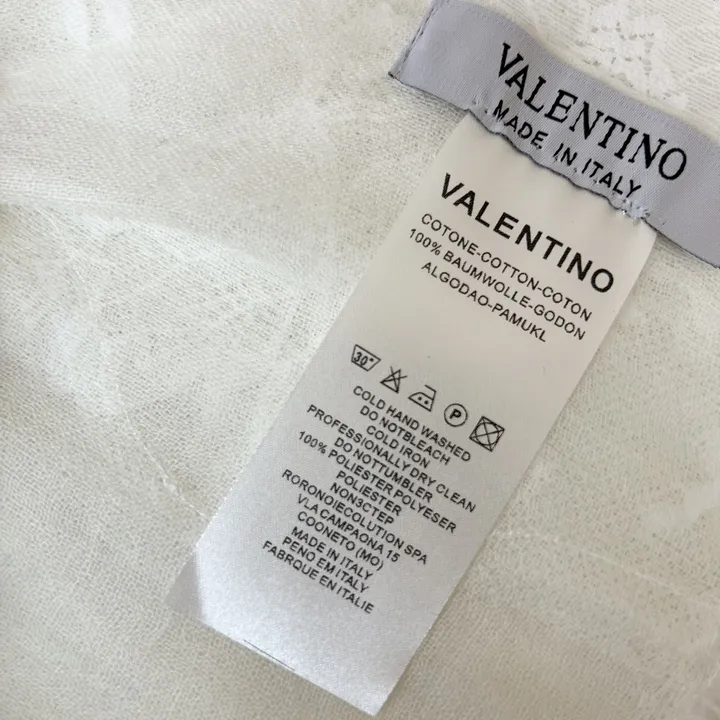 VALENTINO
MADE IN ITALY
VALENTINO
COTONE-COTTON-COTON
100% BAUMWOLLE-GODON
ALGODAO-PAMUKL
30°
P
COLD HAND WASHED
DO NOTBLEACH
COLD IRON
PROFESSIONALLY DRY CLEAN
DO NOTTUMBLER
100% POLIESTER POLYESER
POLIESTER
NON3CTEP
RORONOIECOLUTION SPA
VLA CAMPAONA 15
COONETO (MO)
MADE IN ITALY
PENO EM ITALY
FABRQUE EN ITALIE